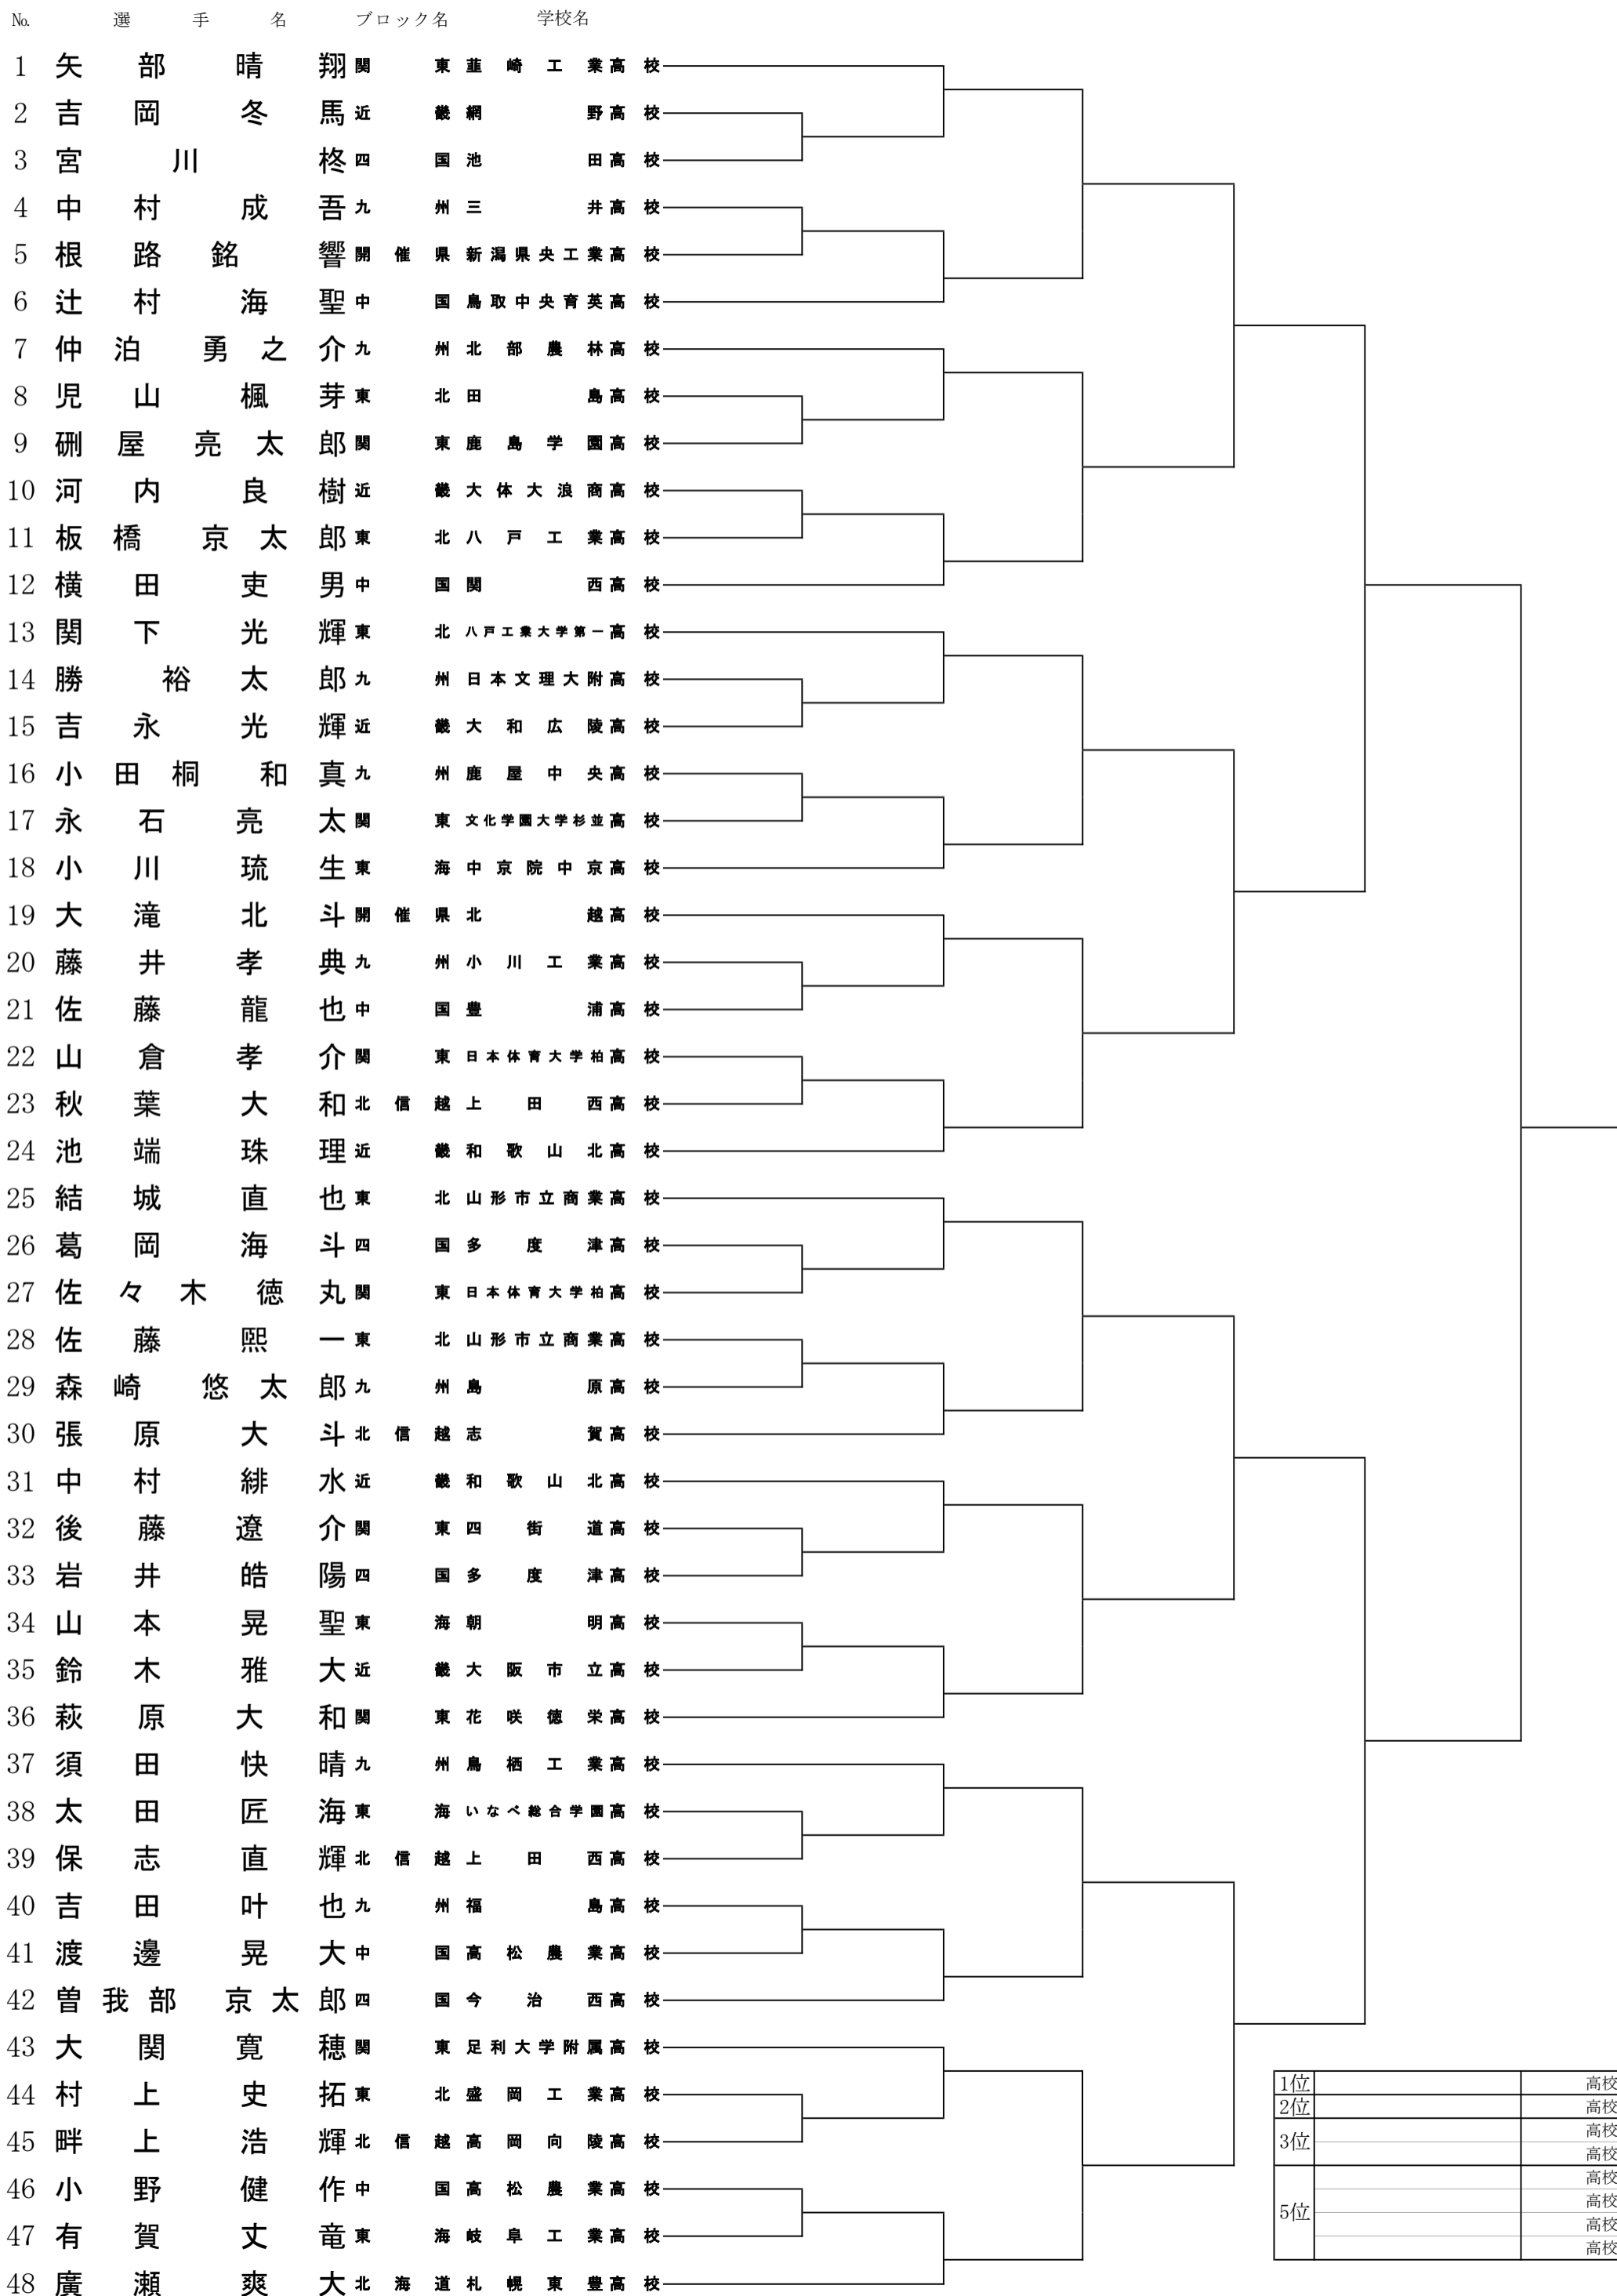 № 選手名 ブロック名 学校名
1 矢部晴翔 関東 韮崎工業高校
2 吉岡冬馬 近畿 網野高校
3 宮川柊 四国 池田高校
4 中村成吾 九州 三井高校
5 根路銘響 開催県 新潟県央工業高校
6 辻村海聖 中国 鳥取中央育英高校
7 仲泊勇之介 九州 北部農林高校
8 児山楓芽 東北 田島高校
9 硎屋亮太郎 関東 鹿島学園高校
10 河内良樹 近畿 大体大浪商高校
11 板橋京太郎 東北 八戸工業高校
12 横田吏男 中国 関西高校
13 関下光輝 東北 八戸工業大学第一高校
14 勝裕太郎 九州 日本文理大附高校
15 吉永光輝 近畿 大和広陵高校
16 小田桐和真 九州 鹿屋中央高校
17 永石亮太 関東 文化学園大学杉並高校
18 小川琉生 東海 中京院中京高校
19 大滝北斗 開催県 北越高校
20 藤井孝典 九州 小川工業高校
21 佐藤龍也 中国 豊浦高校
22 山倉孝介 関東 日本体育大学柏高校
23 秋葉大和 北信越 上田西高校
24 池端珠理 近畿 和歌山北高校
25 結城直也 東北 山形市立商業高校
26 葛岡海斗 四国 多度津高校
27 佐々木徳丸 関東 日本体育大学柏高校
28 佐藤煕一 東北 山形市立商業高校
29 森崎悠太郎 九州 島原高校
30 張原大斗 北信越 志賀高校
31 中村緋水 近畿 和歌山北高校
32 後藤遼介 関東 四街道高校
33 岩井皓陽 四国 多度津高校
34 山本晃聖 東海 朝明高校
35 鈴木雅大 近畿 大阪市立高校
36 萩原大和 関東 花咲徳栄高校
37 須田快晴 九州 鳥栖工業高校
38 太田匠海 東海 いなべ総合学園高校
39 保志直輝 北信越 上田西高校
40 吉田叶也 九州 福島高校
41 渡邊晃大 中国 高松農業高校
42 曽我部京太郎 四国 今治西高校
43 大関寛穂 関東 足利大学附属高校
44 村上史拓 東北 盛岡工業高校
45 畔上浩輝 北信越 高岡向陵高校
46 小野健作 中国 高松農業高校
47 有賀丈竜 東海 岐阜工業高校
48 廣瀬爽大 北海道 札幌東豊高校
1位 高校
2位 高校
3位 高校
高校
5位 高校
高校
高校
高校